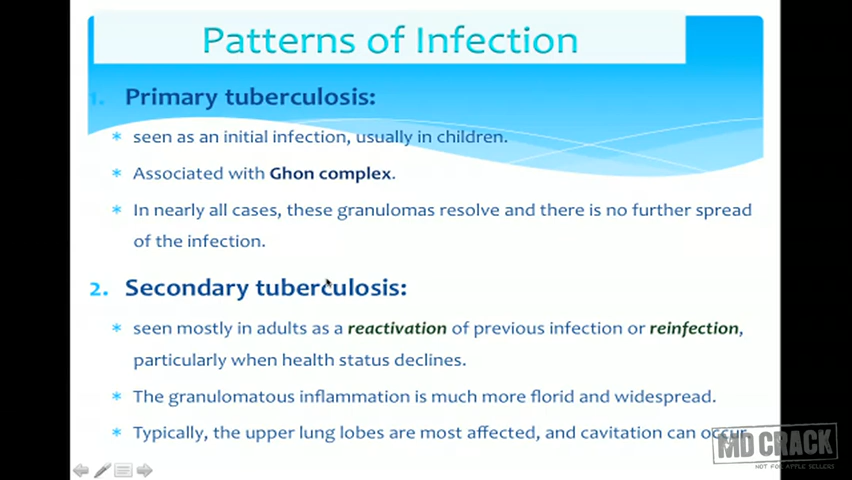 Patterns of Infection
1. Primary tuberculosis:
* seen as an initial infection, usually in children.
* Associated with Ghon complex.
* In nearly all cases, these granulomas resolve and there is no further spread
of the infection.
2. Secondary tuberculosis:
* seen mostly in adults as a reactivation of previous infection or reinfection,
particularly when health status declines.
* The granulomatous inflammation is much more florid and widespread.
* Typically, the upper lung lobes are most affected, and cavitation can occur.
MD CRACK
NOT FOR APPLE SELLERS